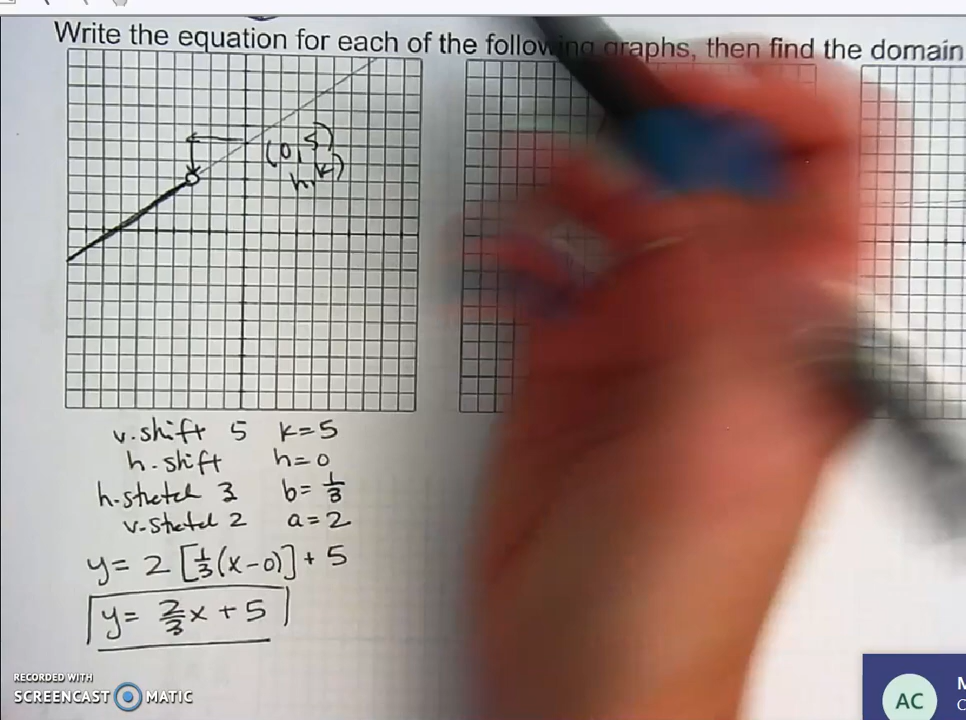 Write the equation for each of the following graphs, then find the domain
(0, 5)
h, k)
v. shift 5 k=5
h-shift h=0
h-stretch 3 b=1/3
v-stretch 2 a=2
y= 2 [1/3(x-0)] + 5
y= 2/3x + 5
RECORDED WITH
SCREENCAST MATIC
AC